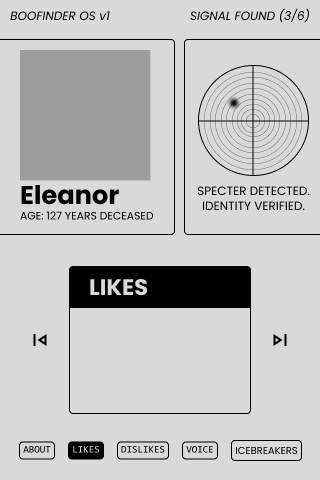 BOOFINDER OS v1
SIGNAL FOUND (3/6)
Eleanor
AGE: 127 YEARS DECEASED
SPECTER DETECTED.
IDENTITY VERIFIED.
LIKES
ABOUT
LIKES
DISLIKES
VOICE
ICEBREAKERS